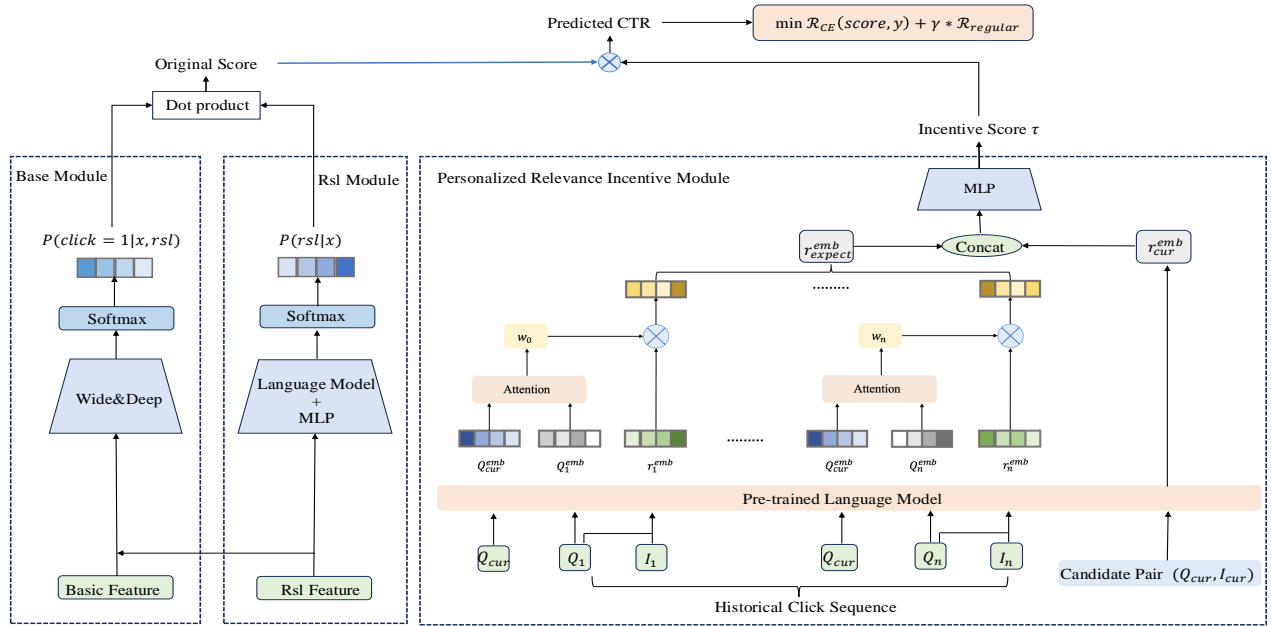 Predicted CTR
min ℛ_CE(score, y) + γ * ℛ_regular
Original Score
Dot product
Incentive Score τ
Base Module
Rsl Module
Personalized Relevance Incentive Module
MLP
P(click = 1|x, rsl)
P(rsl|x)
r_expect^emb
Concat
r_cur^emb
.........
Softmax
Softmax
w_0
w_n
Wide&Deep
Language Model
+
MLP
Attention
Attention
.........
Q_cur^emb
Q_1^emb
r_1^emb
Q_cur^emb
Q_n^emb
r_n^emb
Pre-trained Language Model
Q_cur
Q_1
I_1
Q_cur
Q_n
I_n
Basic Feature
Rsl Feature
Candidate Pair (Q_cur, I_cur)
Historical Click Sequence